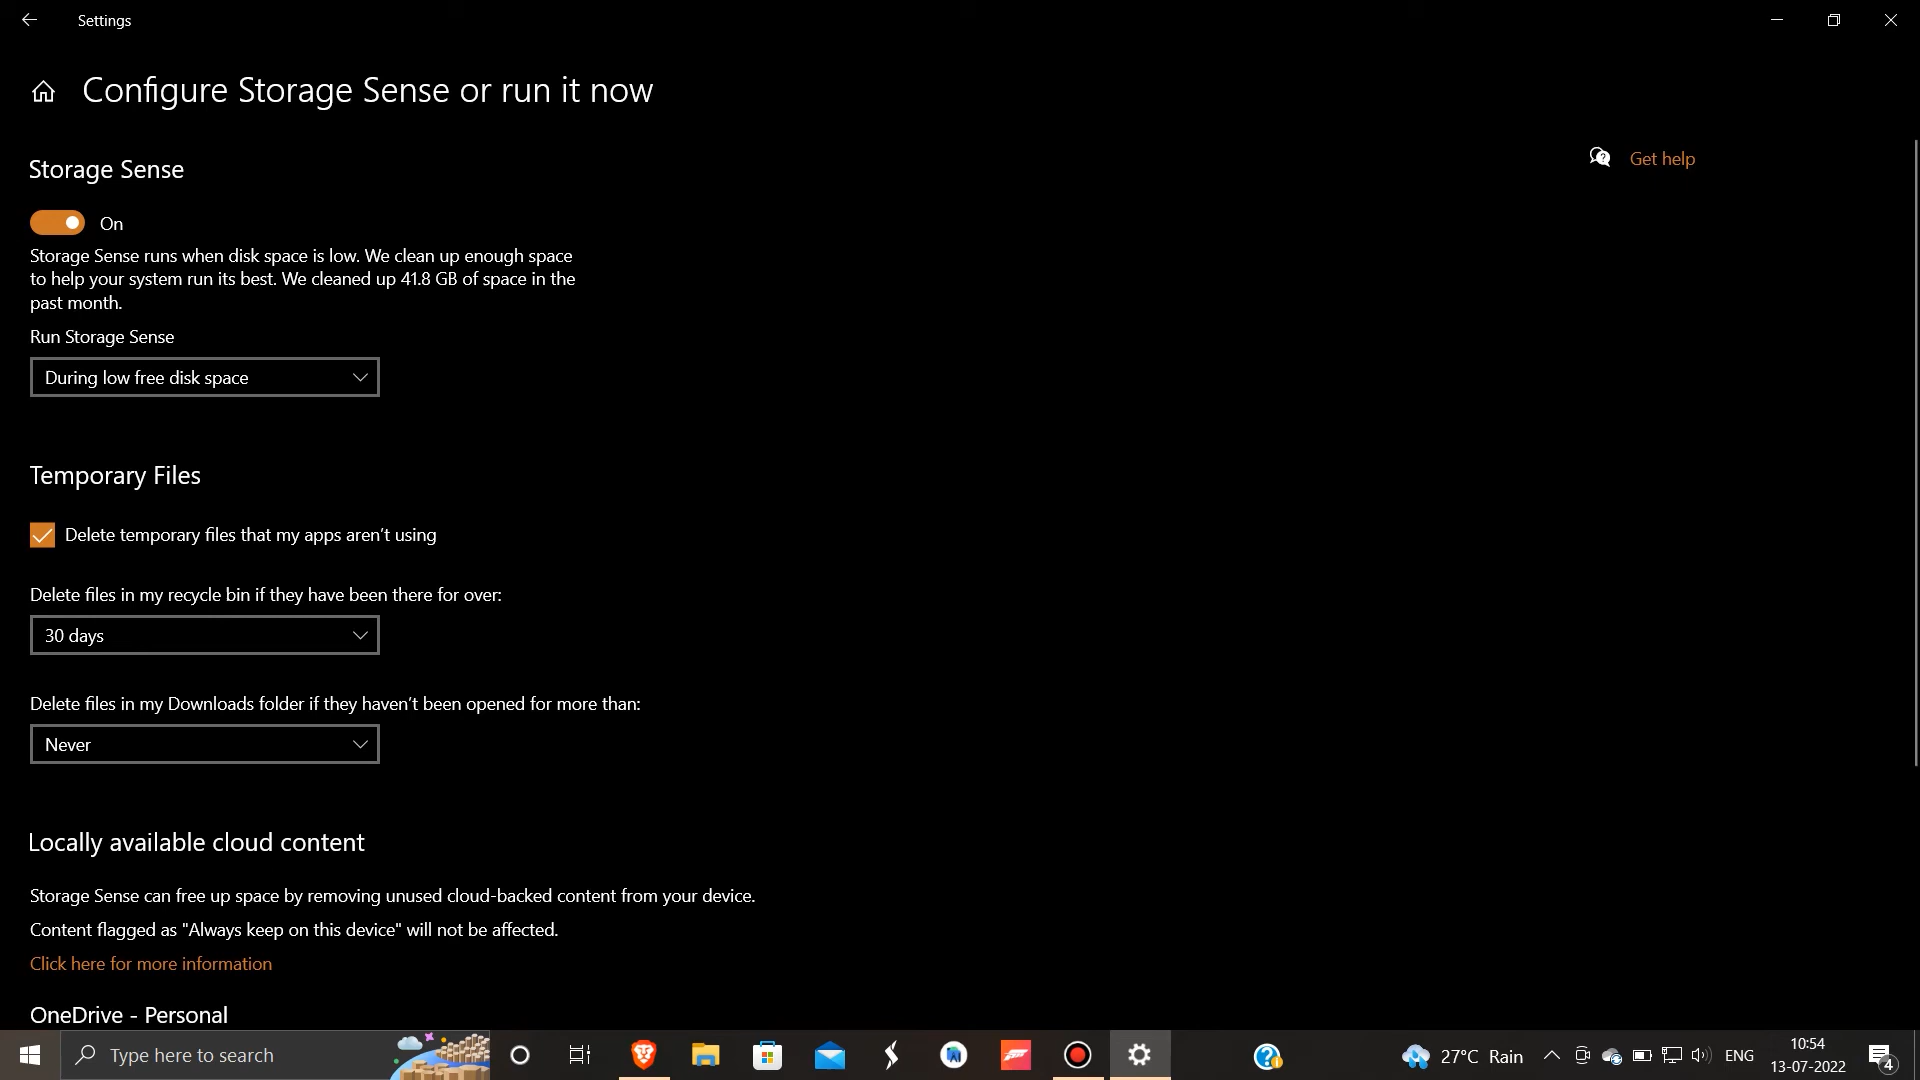 Settings
Configure Storage Sense or run it now
Storage Sense
Get help
On
Storage Sense runs when disk space is low. We clean up enough space
to help your system run its best. We cleaned up 41.8 GB of space in the
past month.
Run Storage Sense
During low free disk space
Temporary Files
Delete temporary files that my apps aren't using
Delete files in my recycle bin if they have been there for over:
30 days
Delete files in my Downloads folder if they haven't been opened for more than:
Never
Locally available cloud content
Storage Sense can free up space by removing unused cloud-backed content from your device.
Content flagged as "Always keep on this device" will not be affected.
Click here for more information
OneDrive - Personal
Type here to search
27°C Rain
ENG
10:54
13-07-2022
4